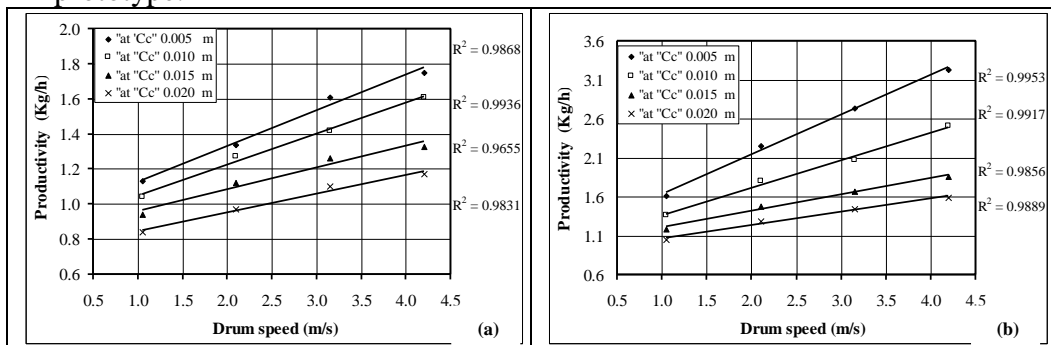 prototype.
2.0
1.8
1.6
1.4
1.2
1.0
0.8
0.6
Productivity (Kg/h)
"at 'Cc" 0.005 m
"at "Cc" 0.010 m
"at "Cc" 0.015 m
"at "Cc" 0.020 m
R² = 0.9868
R² = 0.9936
R² = 0.9655
R² = 0.9831
0.5 1.0 1.5 2.0 2.5 3.0 3.5 4.0 4.5
Drum speed (m/s)
(a)
3.6
3.1
2.6
2.1
1.6
1.1
0.6
Productivity (Kg/h)
"at "Cc" 0.005 m
"at "Cc" 0.010 m
"at "Cc" 0.015 m
"at "Cc" 0.020 m
R² = 0.9953
R² = 0.9917
R² = 0.9856
R² = 0.9889
0.5 1.0 1.5 2.0 2.5 3.0 3.5 4.0 4.5
Drum speed (m/s)
(b)